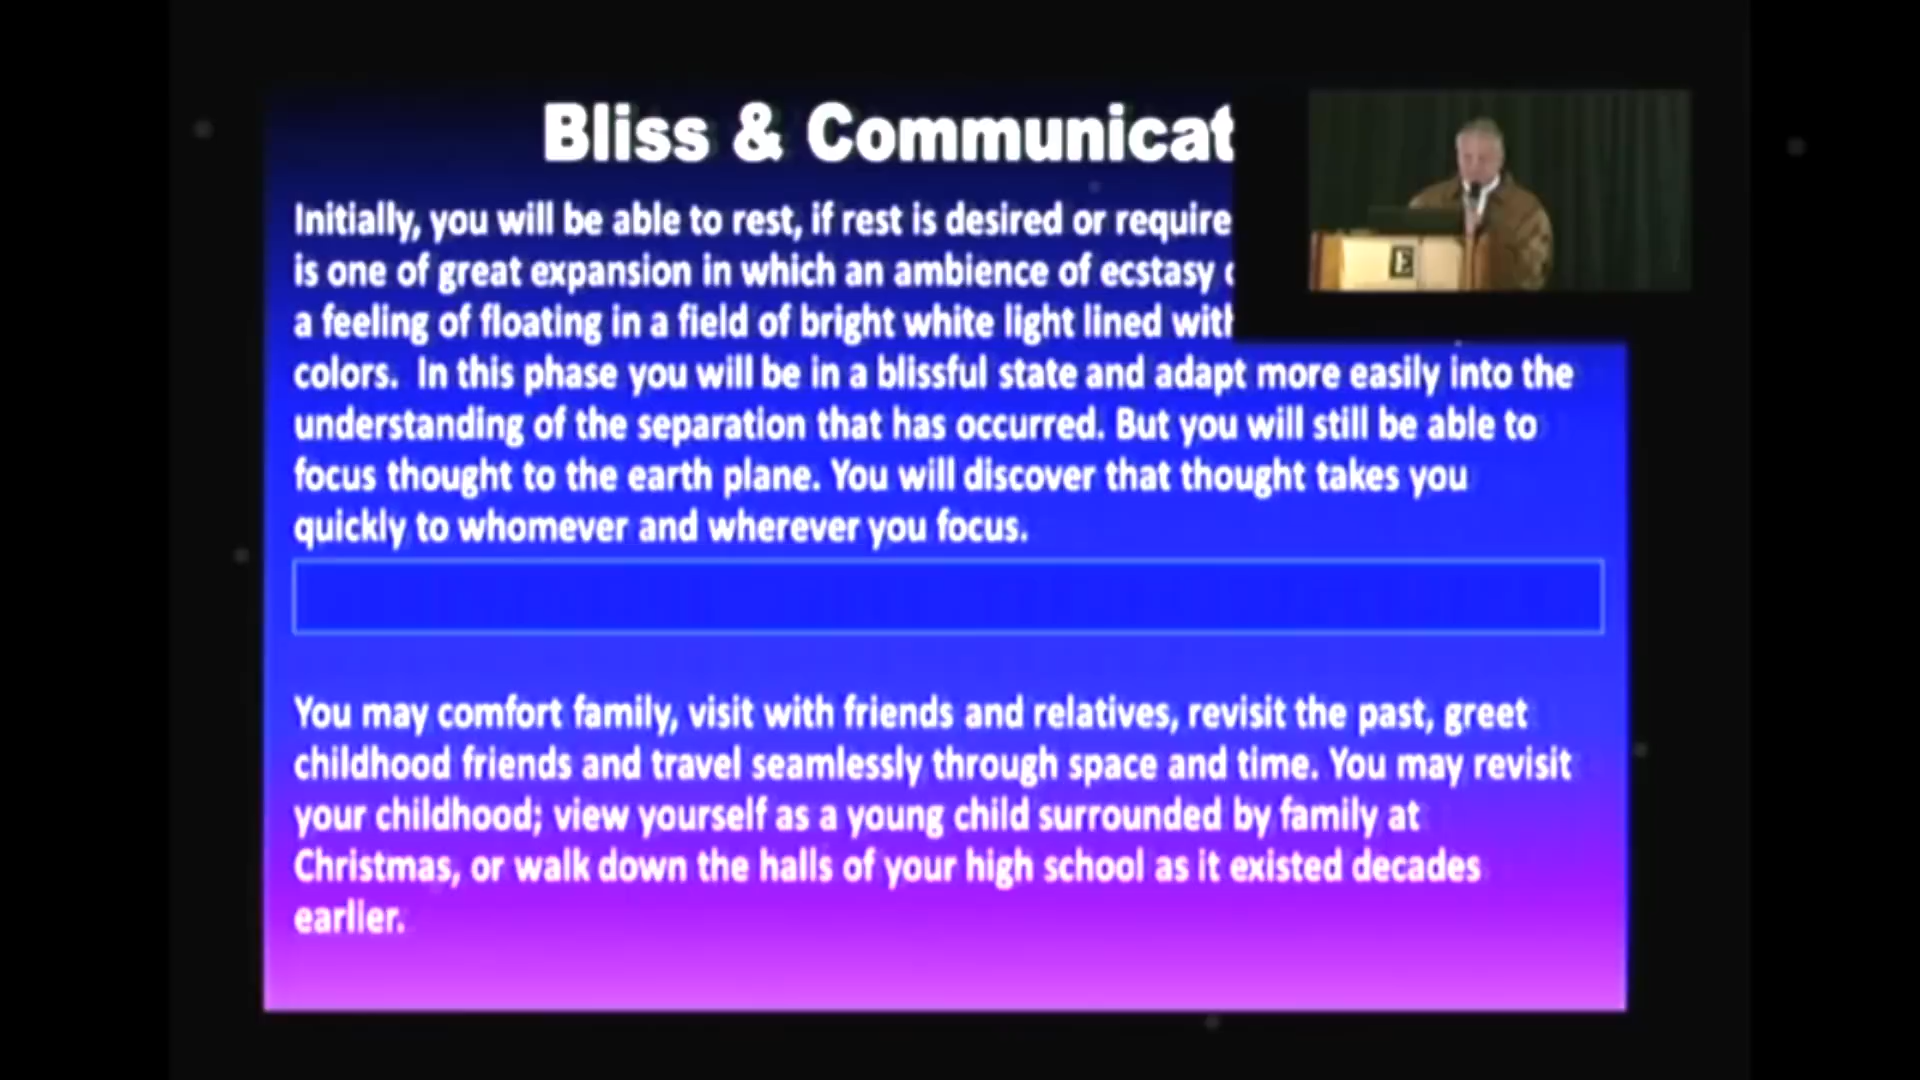 Bliss & Communicat
Initially, you will be able to rest, if rest is desired or require
is one of great expansion in which an ambience of ecstasy
a feeling of floating in a field of bright white light lined with
colors. In this phase you will be in a blissful state and adapt more easily into the
understanding of the separation that has occurred. But you will still be able to
focus thought to the earth plane. You will discover that thought takes you
quickly to whomever and wherever you focus.
You may comfort family, visit with friends and relatives, revisit the past, greet
childhood friends and travel seamlessly through space and time. You may revisit
your childhood; view yourself as a young child surrounded by family at
Christmas, or walk down the halls of your high school as it existed decades
earlier.
E